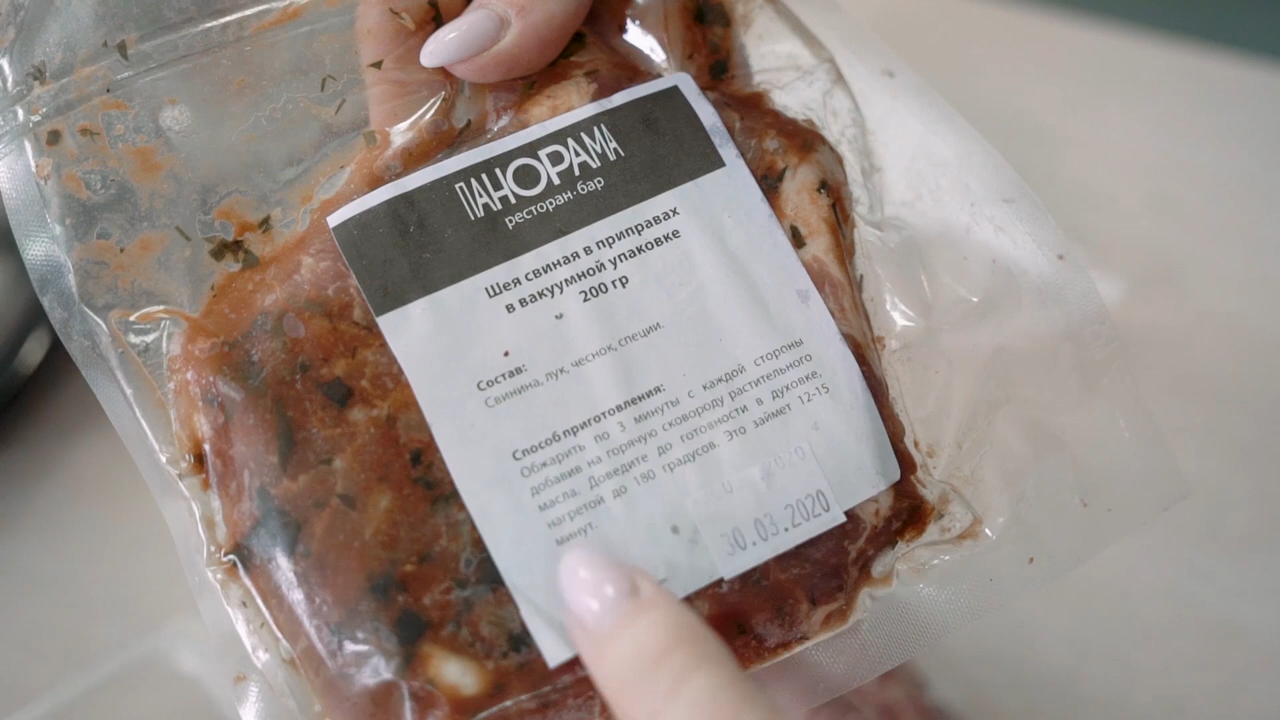 ПАНОРАМА
ресторан·бар
Шея свиная в приправах
в вакуумной упаковке
200 гр
Состав:
Свинина, лук, чеснок, специи.
Способ приготовления:
Обжарить по 3 минуты с каждой стороны
добавив на горячую сковороду растительного
масла. Доведите до готовности в духовке,
нагретой до 180 градусов. Это займет 12-15
минут.
2020
30.03.2020